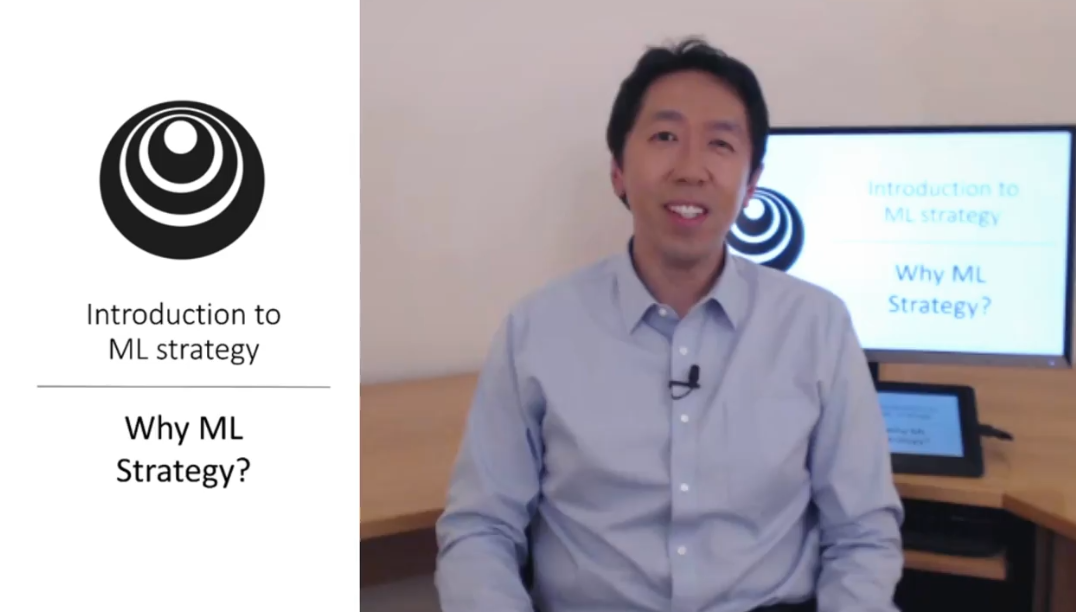 Introduction to
ML strategy
Why ML
Strategy?
Introduction to
ML strategy
Why ML
Strategy?